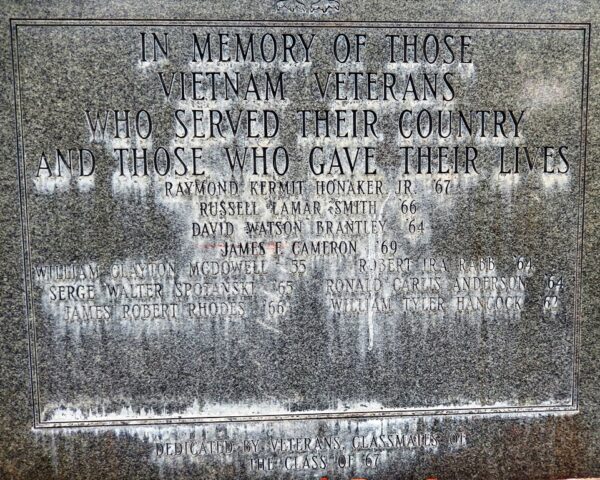 IN MEMORY OF THOSE
VIETNAM VETERANS
WHO SERVED THEIR COUNTRY
AND THOSE WHO GAVE THEIR LIVES
RAYMOND KERMIT HONAKER JR. '67
RUSSELL LAMAR SMITH '66
DAVID WATSON BRANTLEY '64
JAMES F. CAMERON '69
WILLIAM CLAYTON MCDOWELL '55 ROBERT IRA RABB '64
SERGE WALTER '65 RONALD CARLIS ANDERSON '64
JAMES ROBERT RHODES '66 WILLIAM TYLER HANCOCK '62
DEDICATED BY VETERANS, CLASSMATES OF
THE CLASS OF '67